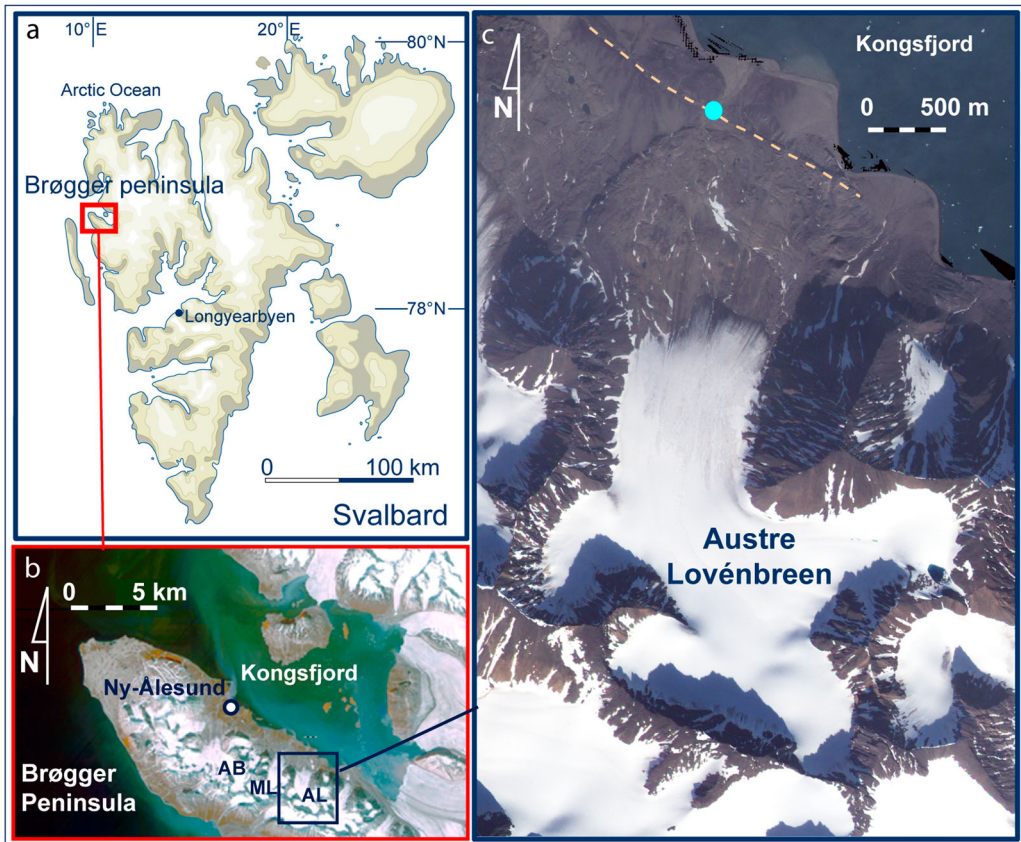 a
10° E
20° E
80°N
Arctic Ocean
Brøgger peninsula
78°N
Longyearbyen
0 100 km
Svalbard
b
0 5 km
N
Kongsfjord
Ny-Ålesund
AB
ML
AL
Brøgger
Peninsula
c
N
Kongsfjord
0 500 m
Austre
Lovénbreen